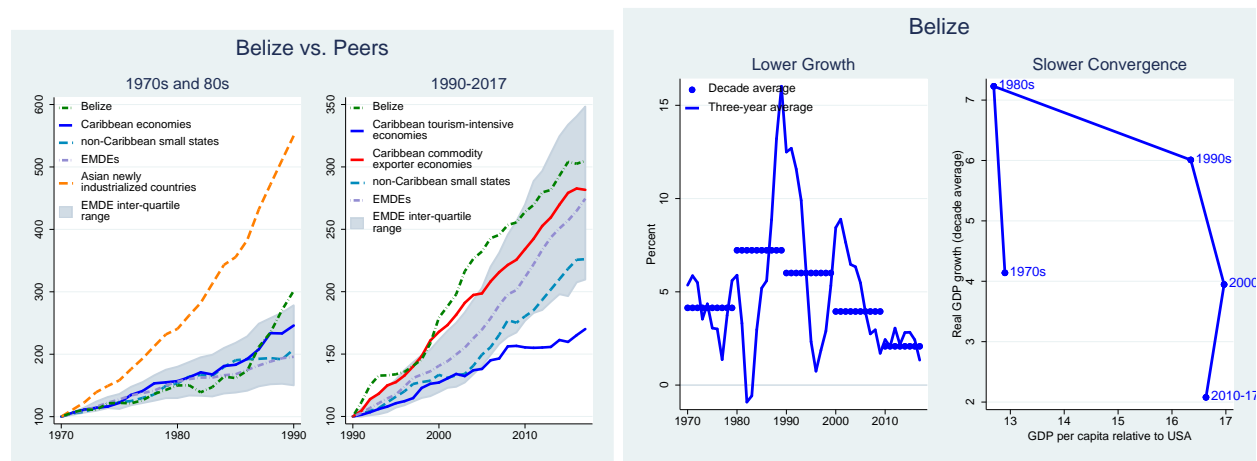 Belize vs. Peers
1970s and 80s
600
500
400
300
200
100
Belize
Caribbean economies
non-Caribbean small states
EMDEs
Asian newly
industrialized countries
EMDE inter-quartile
range
1970
1980
1990
1990-2017
350
300
250
200
150
100
Belize
Caribbean tourism-intensive
economies
Caribbean commodity
exporter economies
non-Caribbean small states
EMDEs
EMDE inter-quartile
range
1990
2000
2010
Belize
Lower Growth
Percent
15
10
5
0
Decade average
Three-year average
1970
1980
1990
2000
2010
Slower Convergence
Real GDP growth (decade average)
7
6
5
4
3
2
1980s
1990s
1970s
2000
2010-17
13
14
15
16
17
GDP per capita relative to USA